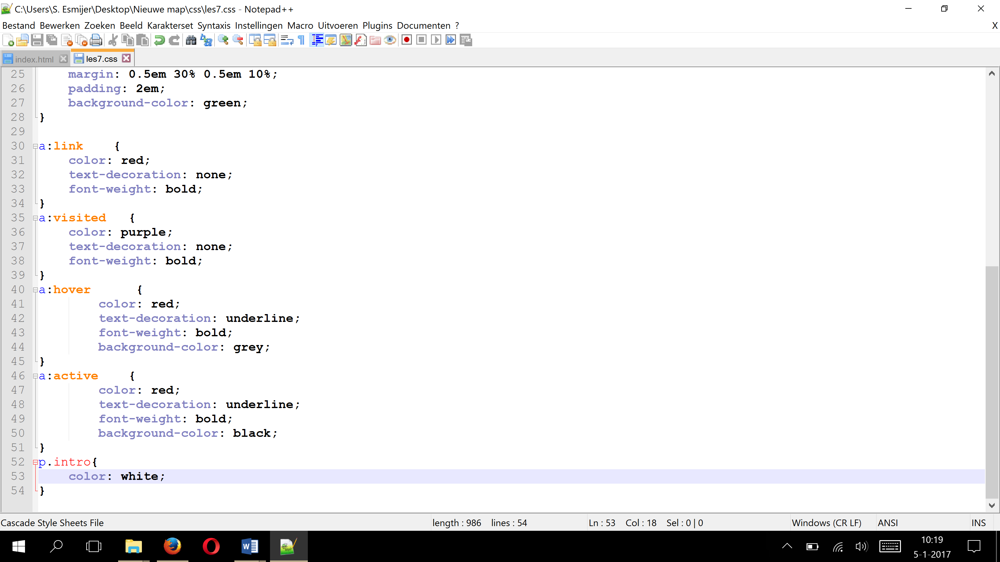 C:\Users\S. Esmijer\Desktop\Nieuwe map\css\les7.css - Notepad++
Bestand Bewerken Zoeken Beeld Karakterset Syntaxis Instellingen Macro Uitvoeren Plugins Documenten ? X
index.html les7.css
25 margin: 0.5em 30% 0.5em 10%;
26 padding: 2em;
27 background-color: green;
28 }
29
30 a:link {
31 color: red;
32 text-decoration: none;
33 font-weight: bold;
34 }
35 a:visited {
36 color: purple;
37 text-decoration: none;
38 font-weight: bold;
39 }
40 a:hover {
41 color: red;
42 text-decoration: underline;
43 font-weight: bold;
44 background-color: grey;
45 }
46 a:active {
47 color: red;
48 text-decoration: underline;
49 font-weight: bold;
50 background-color: black;
51 }
52 p.intro{
53 color: white;
54 }
Cascade Style Sheets File length : 986 lines : 54 Ln : 53 Col : 18 Sel : 0 | 0 Windows (CR LF) ANSI INS
10:19
5-1-2017